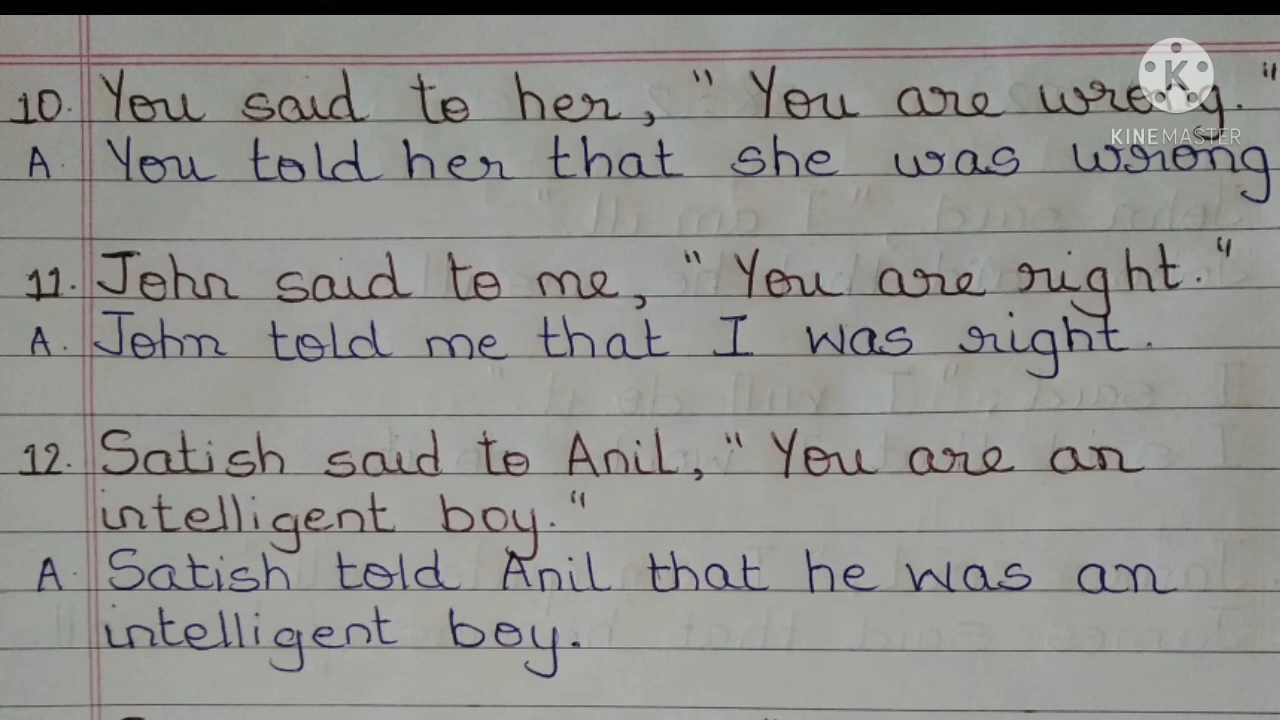 10. You said to her, " You are wrong. "
K
KINEMASTER
A. You told her that she was wrong
11. John said to me, " You are right. "
A. John told me that I was right.
12. Satish said to Anil, " You are an
intelligent boy. "
A. Satish told Anil that he was an
intelligent boy.